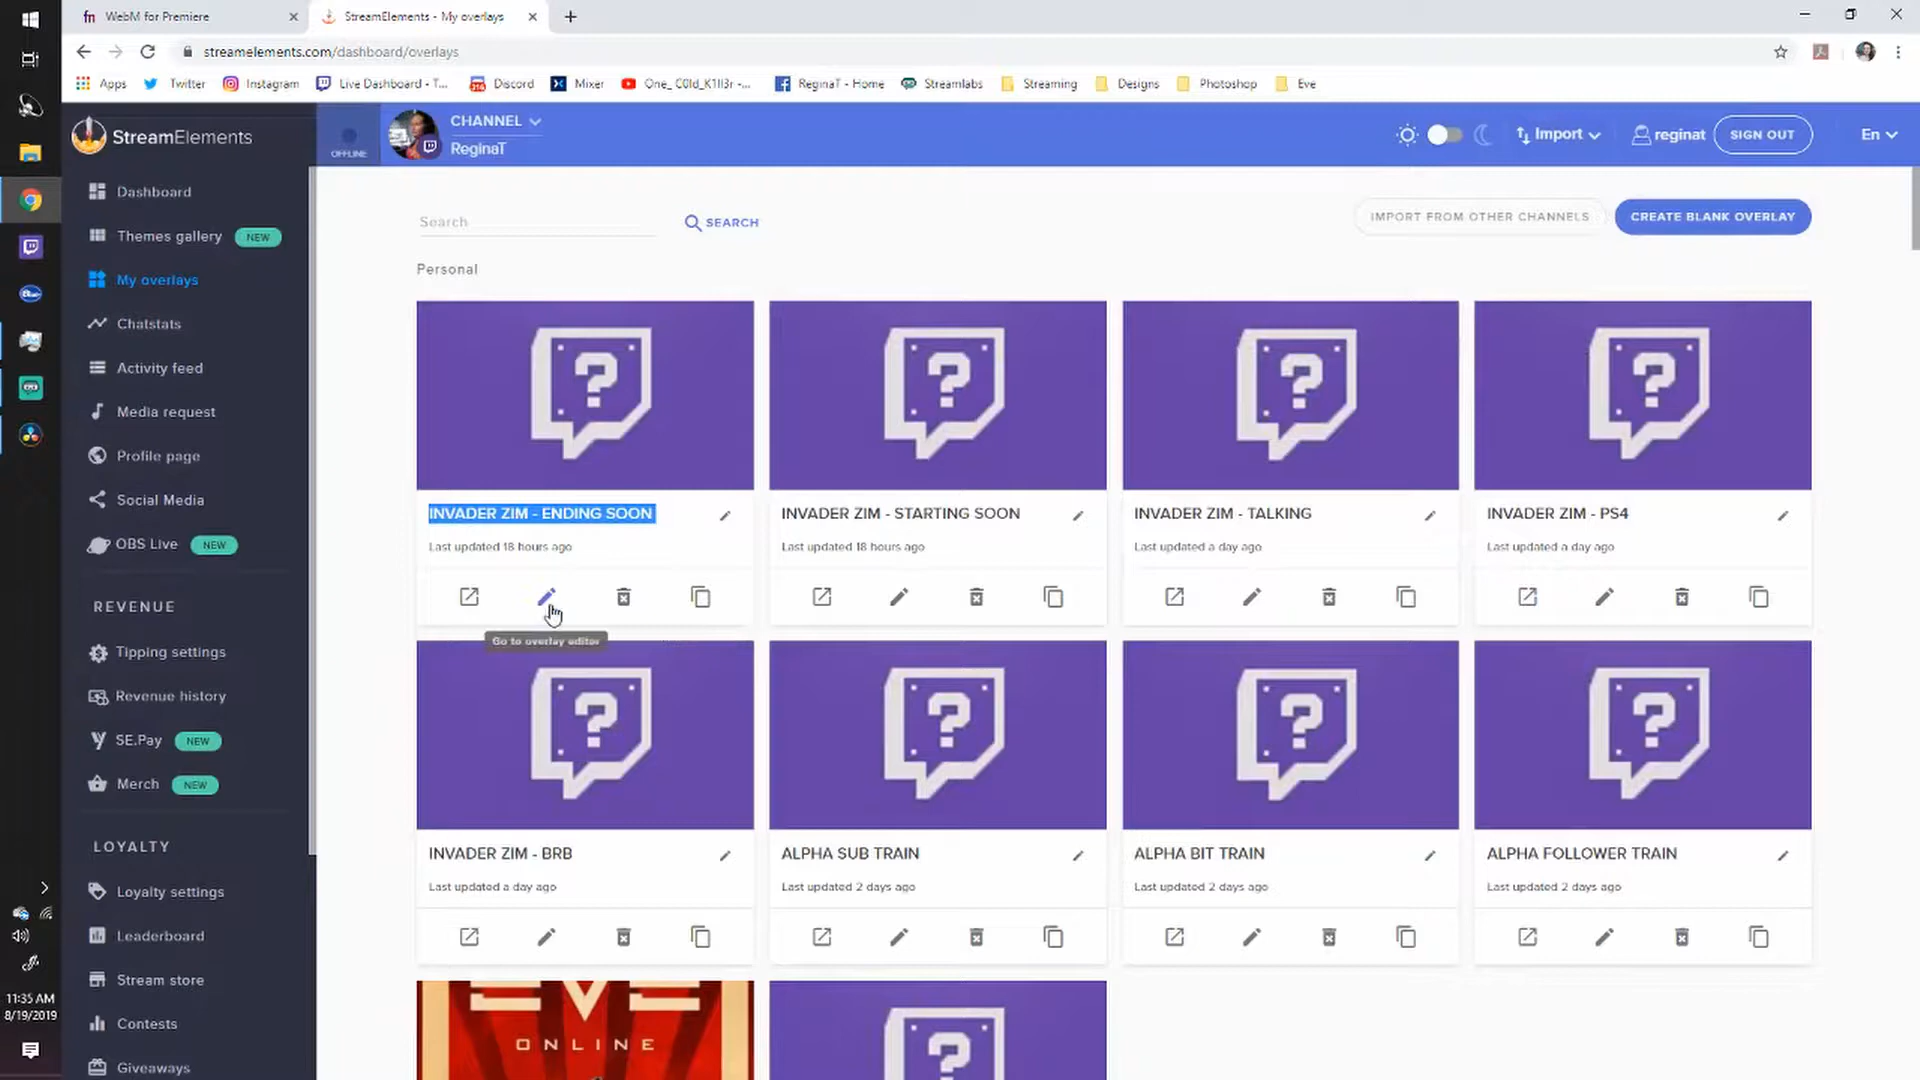 WebM for Premiere
StreamElements - My overlays
streamelements.com/dashboard/overlays
Apps
Twitter
Instagram
Live Dashboard - T...
Discord
Mixer
One_ C0ld_K1ll3r -...
ReginaT - Home
Streamlabs
Streaming
Designs
Photoshop
Eve
StreamElements
OFFLINE
CHANNEL
ReginaT
Import
reginat
SIGN OUT
En
Dashboard
Themes gallery NEW
My overlays
Chatstats
Activity feed
Media request
Profile page
Social Media
OBS Live NEW
REVENUE
Tipping settings
Revenue history
SE.Pay NEW
Merch NEW
LOYALTY
Loyalty settings
Leaderboard
Stream store
Contests
Giveaways
Search
SEARCH
IMPORT FROM OTHER CHANNELS
CREATE BLANK OVERLAY
Personal
INVADER ZIM - ENDING SOON
Last updated 18 hours ago
Go to overlay editor
INVADER ZIM - STARTING SOON
Last updated 18 hours ago
INVADER ZIM - TALKING
Last updated a day ago
INVADER ZIM - PS4
Last updated a day ago
INVADER ZIM - BRB
Last updated a day ago
ALPHA SUB TRAIN
Last updated 2 days ago
ALPHA BIT TRAIN
Last updated 2 days ago
ALPHA FOLLOWER TRAIN
Last updated 2 days ago
EVE
ONLINE
11:35 AM
8/19/2019